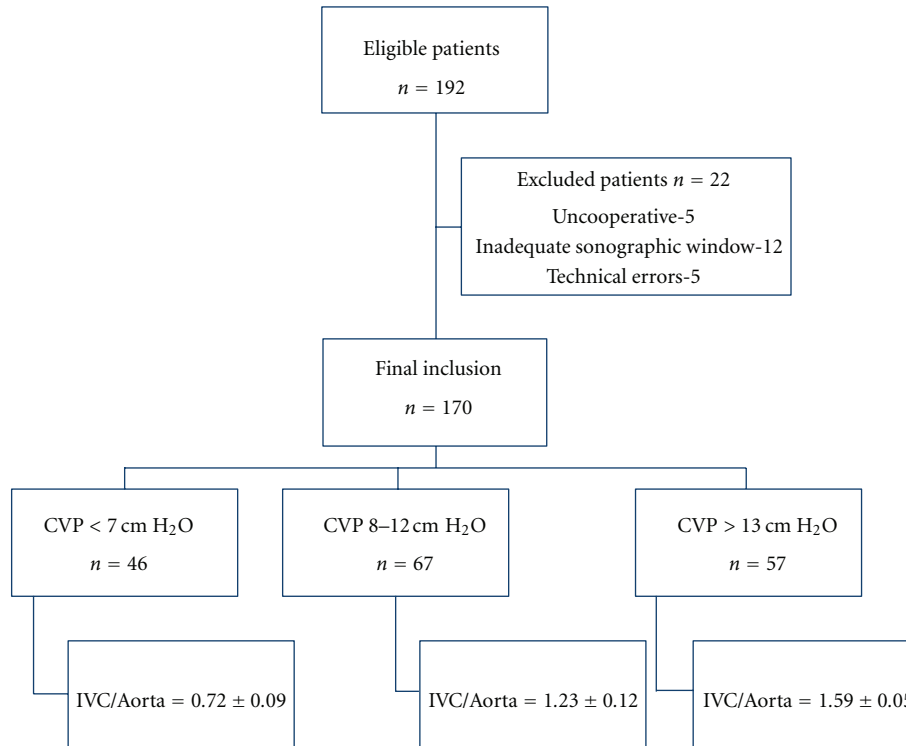 Eligible patients
n = 192
Excluded patients n = 22
Uncooperative-5
Inadequate sonographic window-12
Technical errors-5
Final inclusion
n = 170
CVP < 7 cm H₂O
n = 46
CVP 8–12 cm H₂O
n = 67
CVP > 13 cm H₂O
n = 57
IVC/Aorta = 0.72 ± 0.09
IVC/Aorta = 1.23 ± 0.12
IVC/Aorta = 1.59 ± 0.05